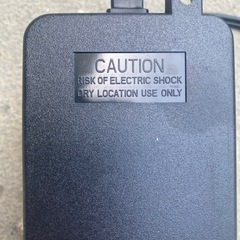 CAUTION
RISK OF ELECTRIC SHOCK
DRY LOCATION USE ONLY